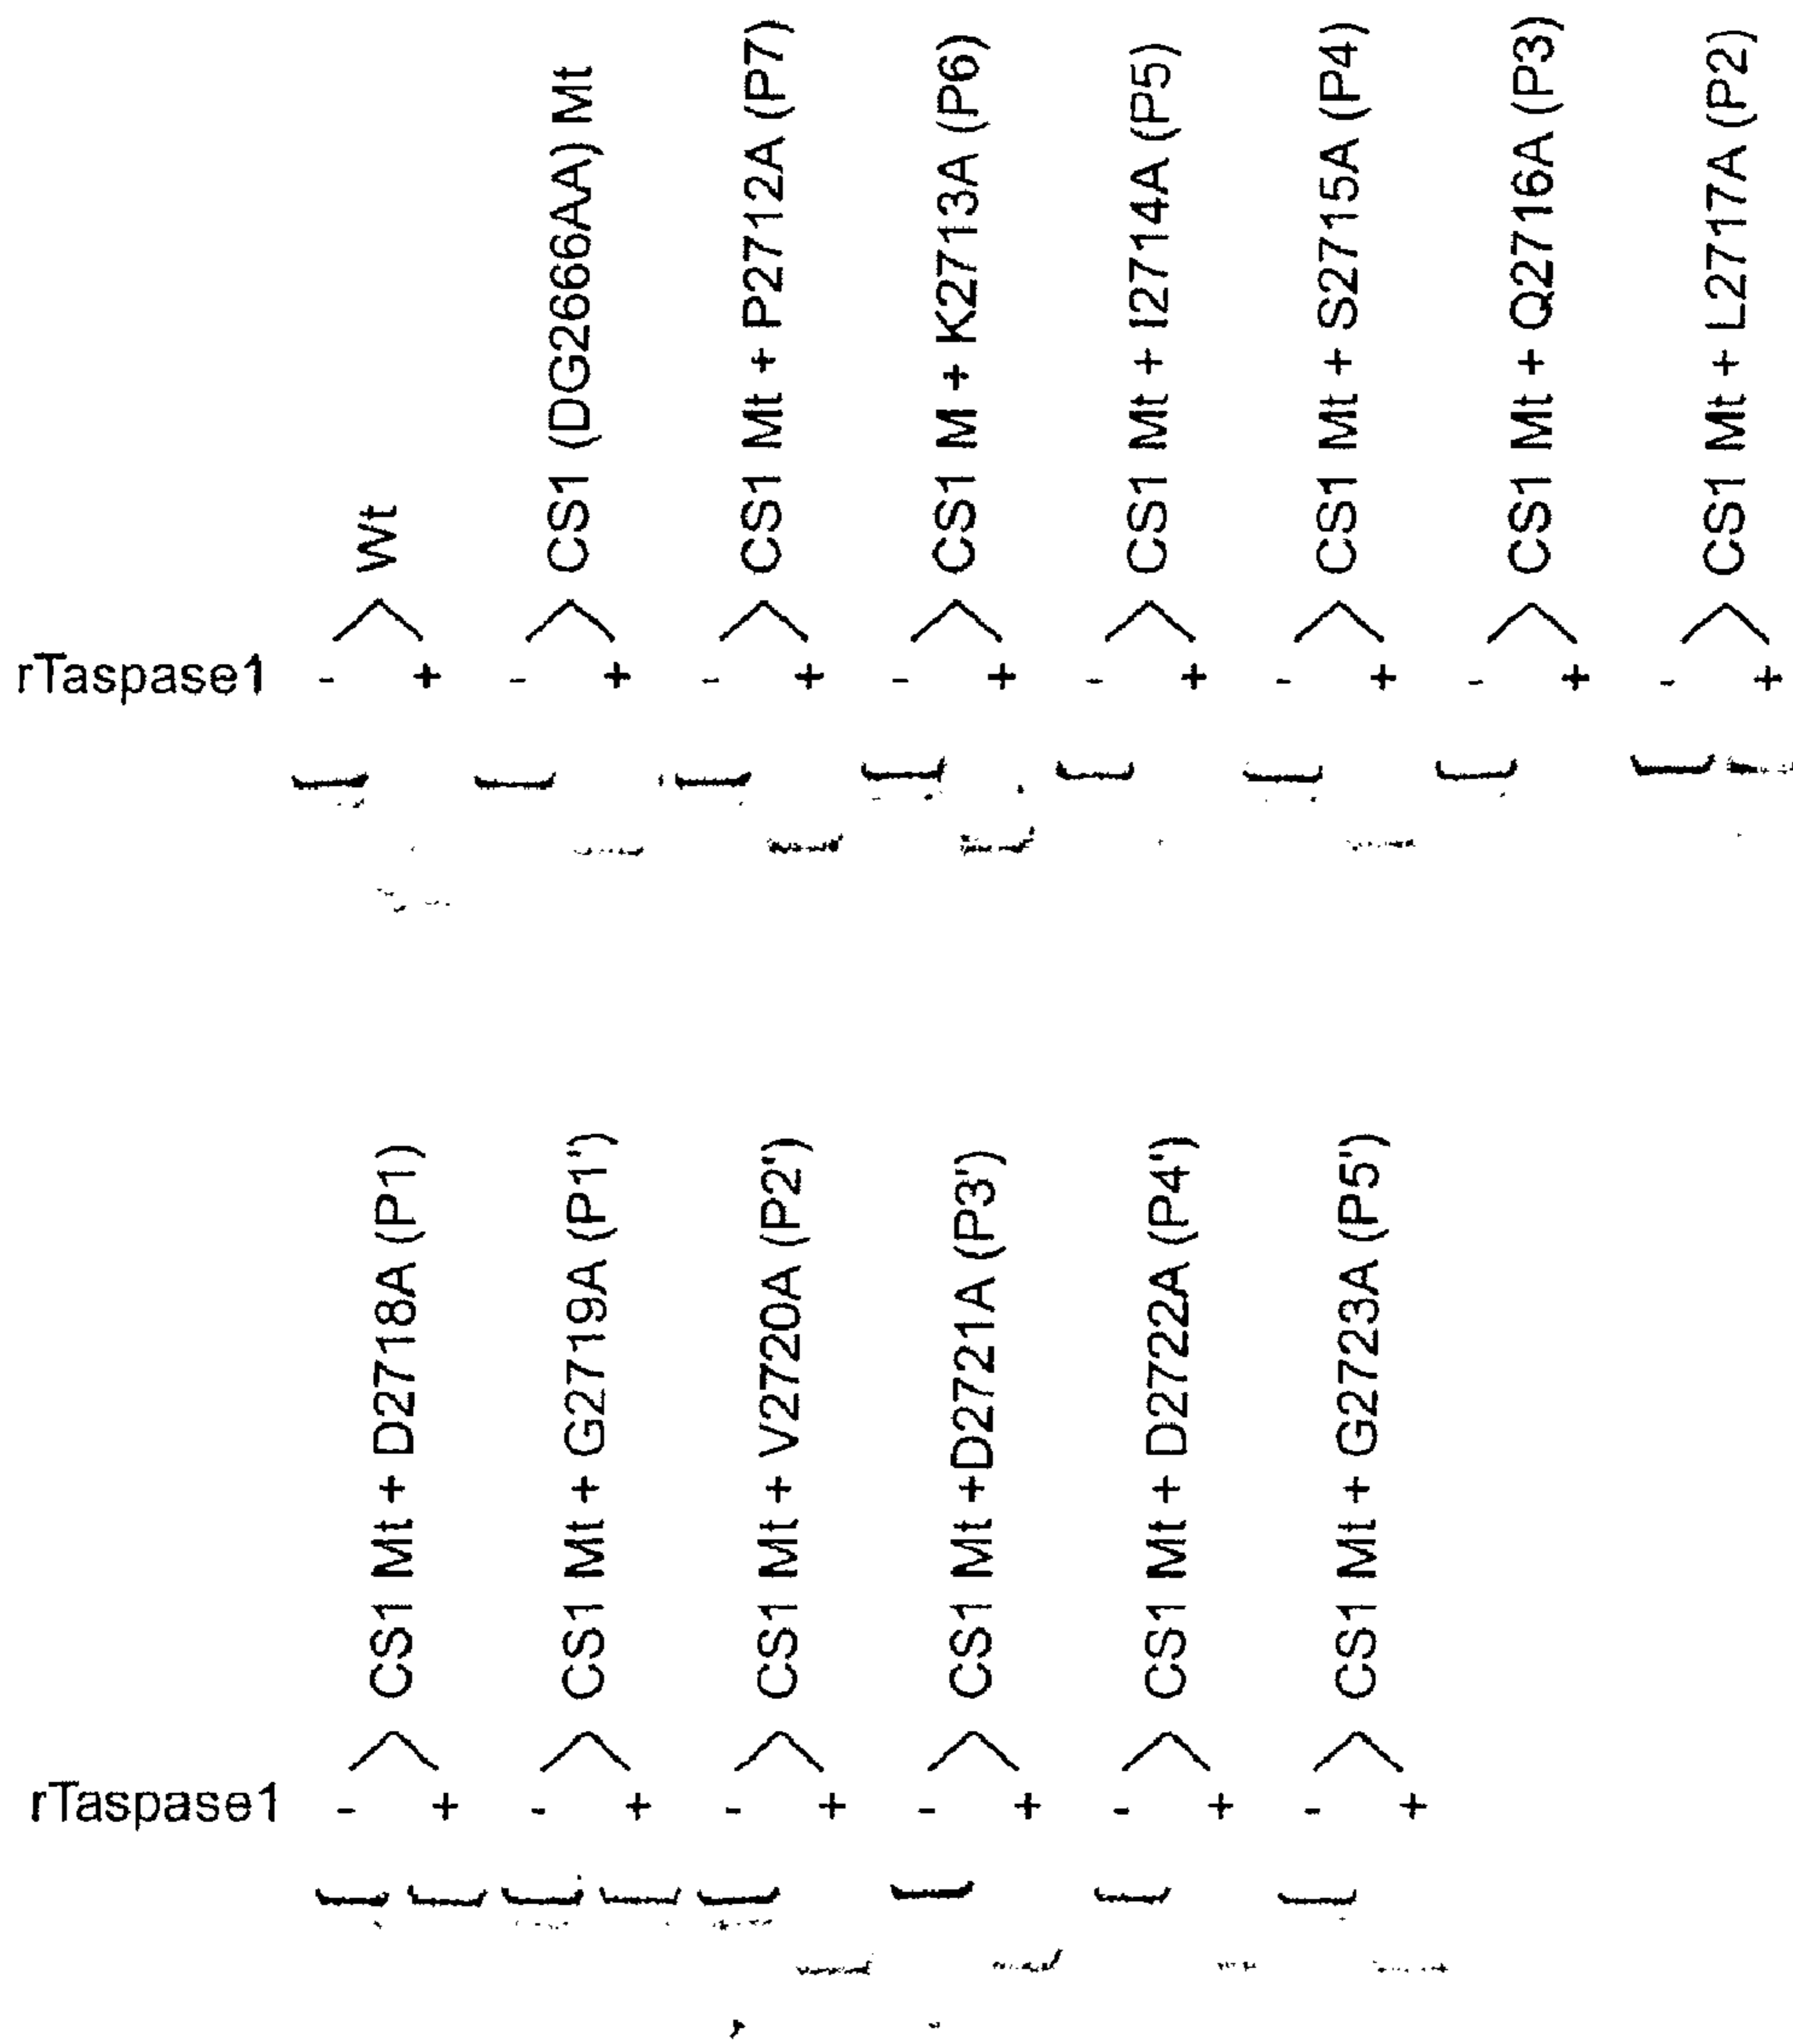 Wt
CS1 (DG2666AA) Mt
CS1 Mt + P2712A (P7)
CS1 M + K2713A (P6)
CS1 Mt + I2714A (P5)
CS1 Mt + S2715A (P4)
CS1 Mt + Q2716A (P3)
CS1 Mt + L2717A (P2)
rTaspase1 - + - + - + - + - + - + - + - +
CS1 Mt + D2718A (P1)
CS1 Mt + G2719A (P1')
CS1 Mt + V2720A (P2')
CS1 Mt +D2721A (P3')
CS1 Mt + D2722A (P4')
CS1 Mt + G2723A (P5')
rTaspase1 - + - + - + - + - + - +